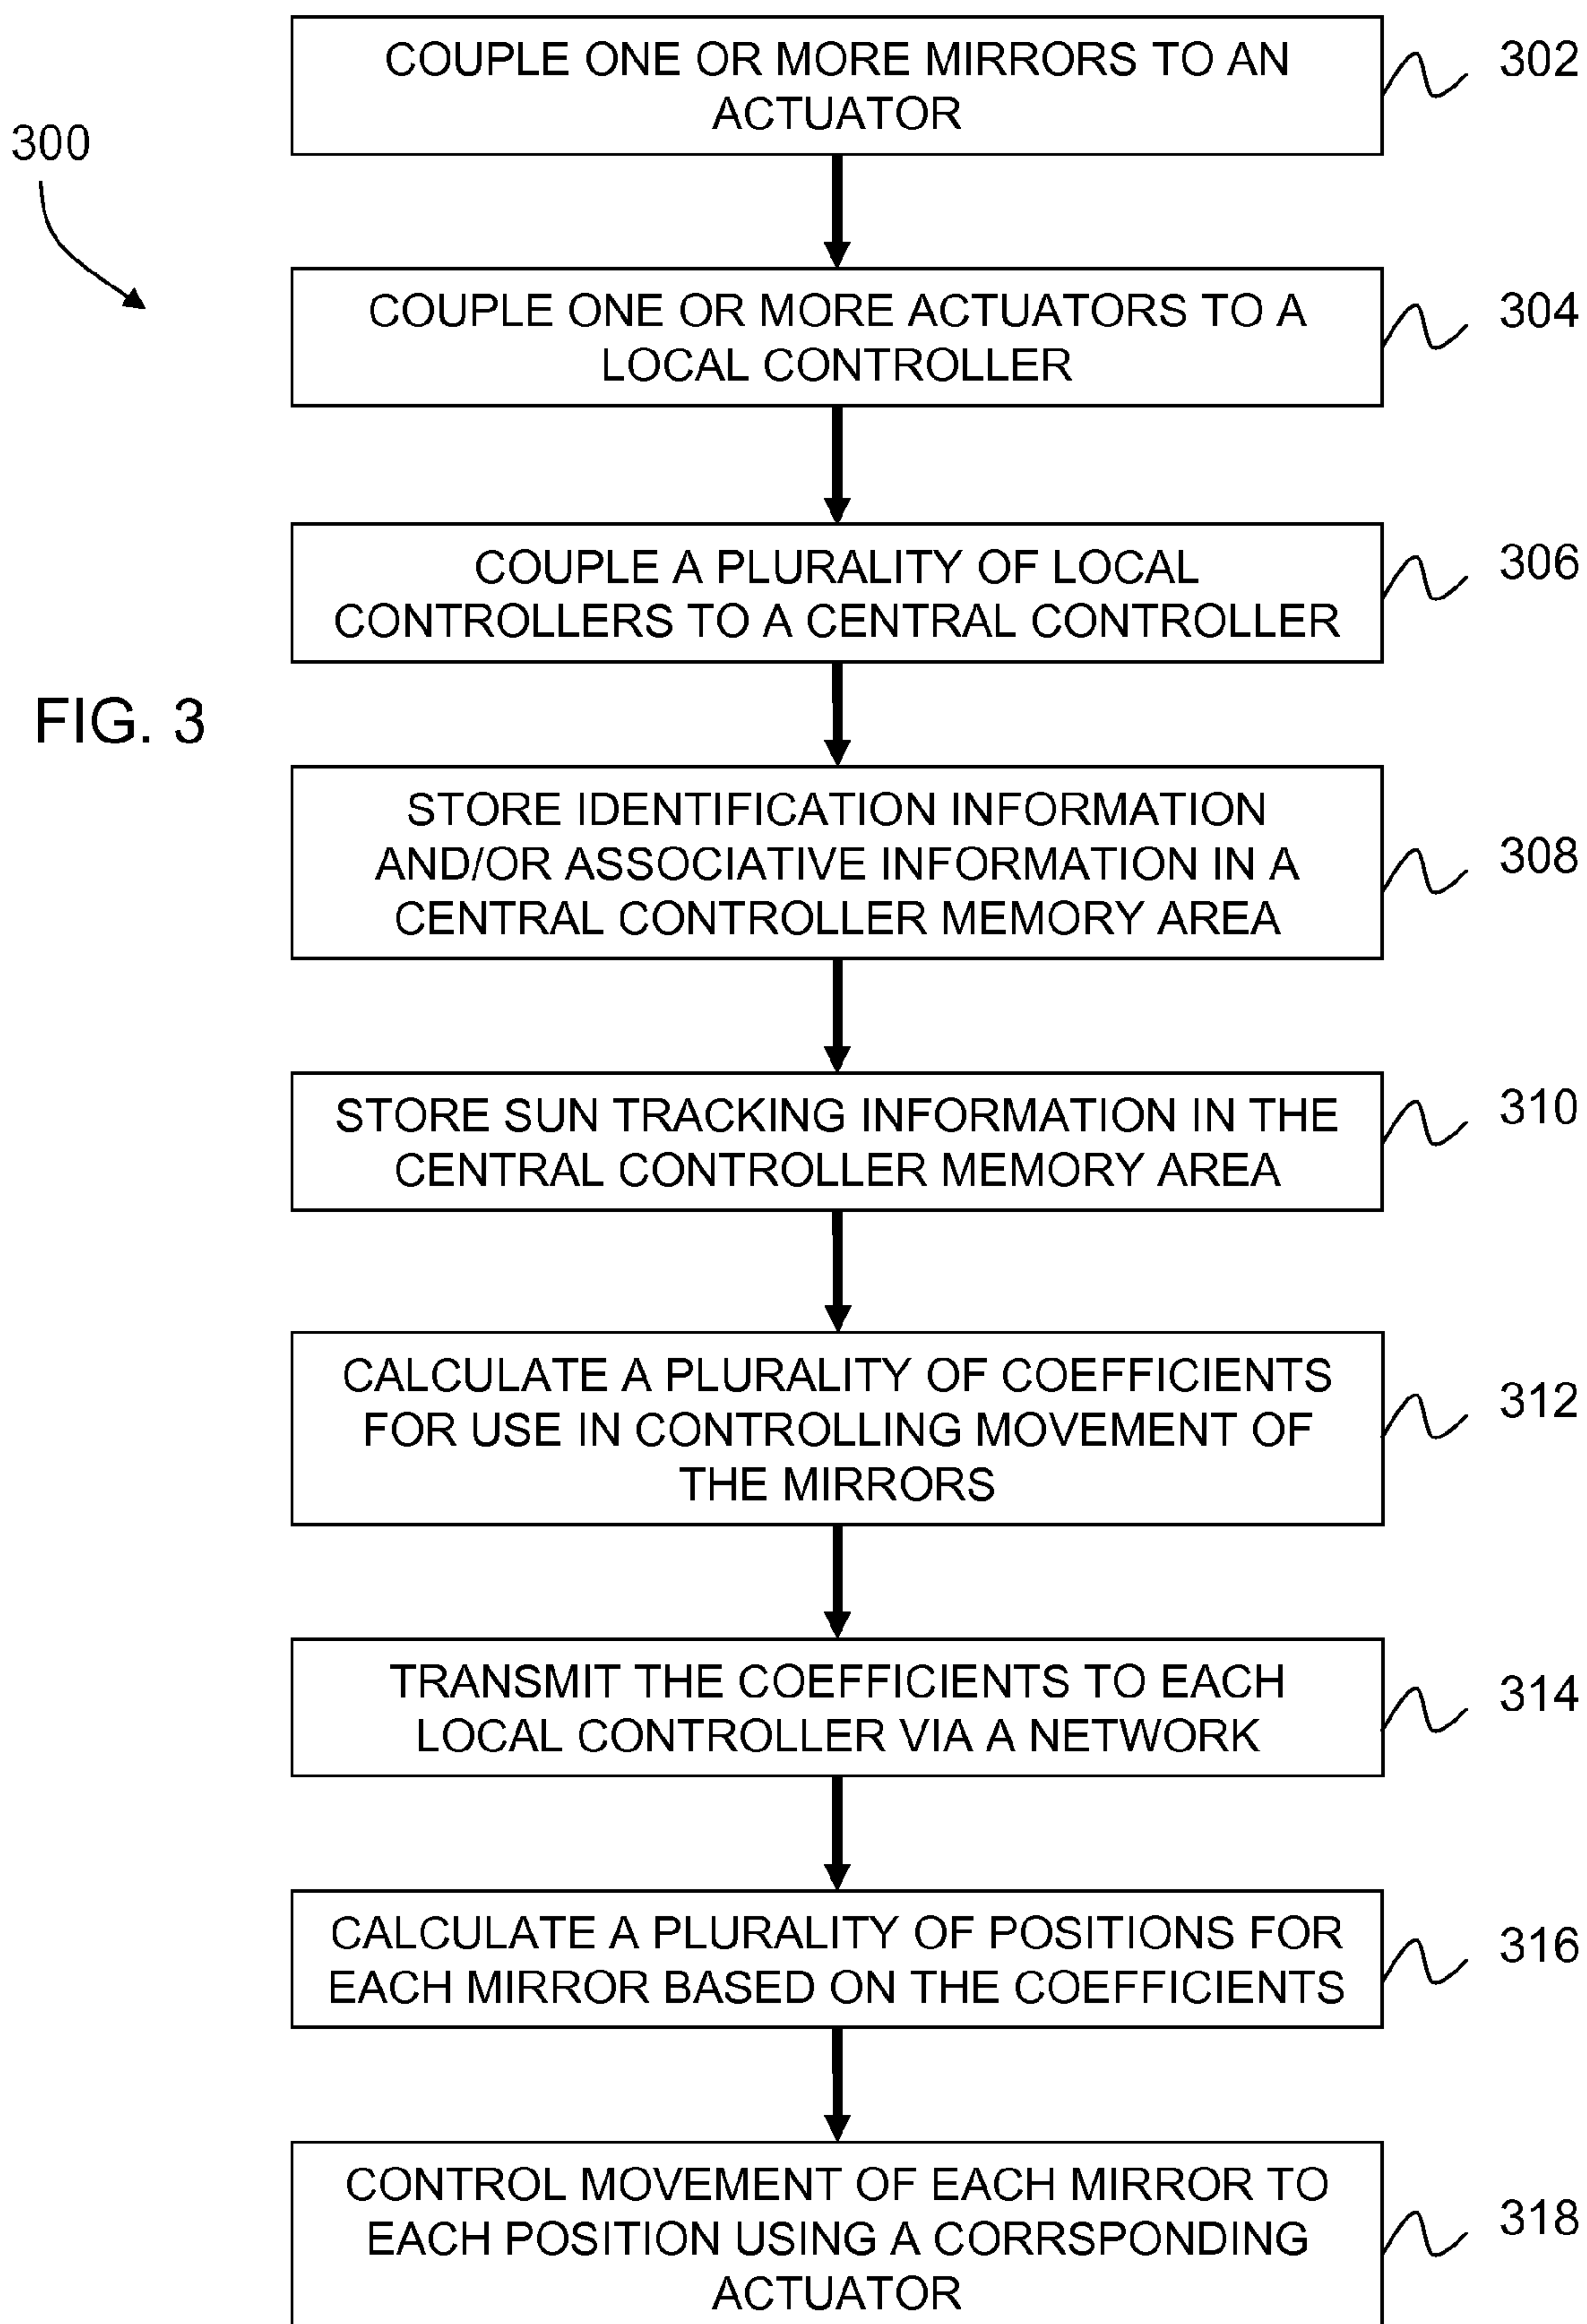 COUPLE ONE OR MORE MIRRORS TO AN
ACTUATOR
302
300
COUPLE ONE OR MORE ACTUATORS TO A
LOCAL CONTROLLER
304
COUPLE A PLURALITY OF LOCAL
CONTROLLERS TO A CENTRAL CONTROLLER
306
FIG. 3
STORE IDENTIFICATION INFORMATION
AND/OR ASSOCIATIVE INFORMATION IN A
CENTRAL CONTROLLER MEMORY AREA
308
STORE SUN TRACKING INFORMATION IN THE
CENTRAL CONTROLLER MEMORY AREA
310
CALCULATE A PLURALITY OF COEFFICIENTS
FOR USE IN CONTROLLING MOVEMENT OF
THE MIRRORS
312
TRANSMIT THE COEFFICIENTS TO EACH
LOCAL CONTROLLER VIA A NETWORK
314
CALCULATE A PLURALITY OF POSITIONS FOR
EACH MIRROR BASED ON THE COEFFICIENTS
316
CONTROL MOVEMENT OF EACH MIRROR TO
EACH POSITION USING A CORRSPONDING
ACTUATOR
318